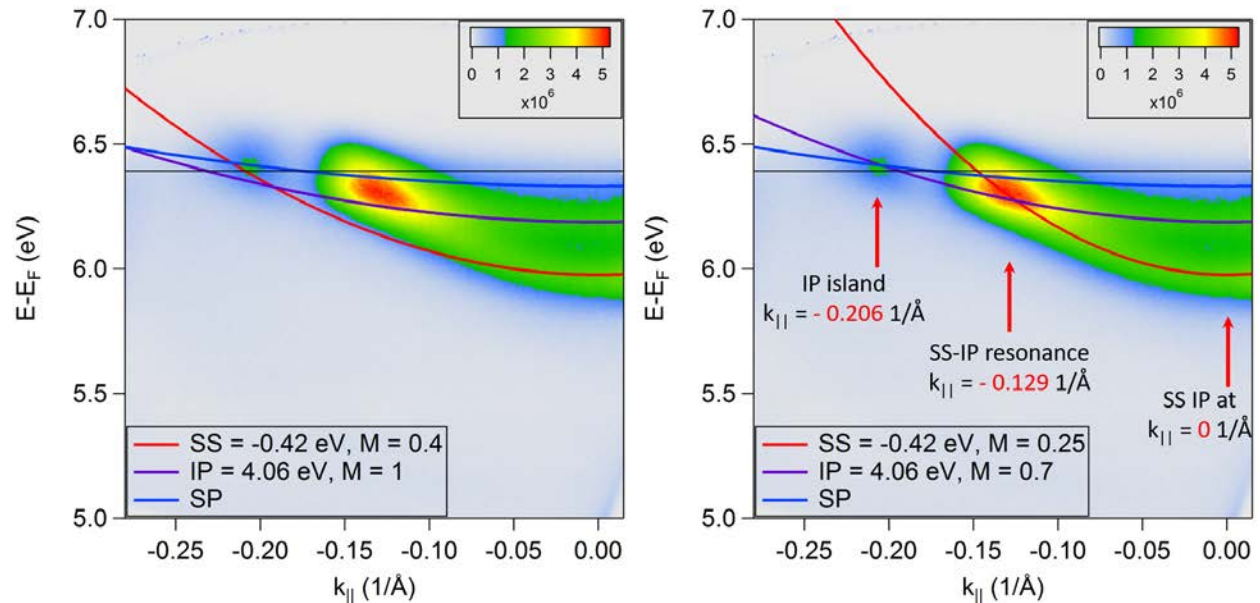 7.0
6.5
6.0
5.5
5.0
E-E_F (eV)
0 1 2 3 4 5
x10^6
SS = -0.42 eV, M = 0.4
IP = 4.06 eV, M = 1
SP
-0.25 -0.20 -0.15 -0.10 -0.05 0.00
k_|| (1/Å)
7.0
6.5
6.0
5.5
5.0
E-E_F (eV)
0 1 2 3 4 5
x10^6
IP island
k_|| = - 0.206 1/Å
SS-IP resonance
k_|| = - 0.129 1/Å
SS IP at
k_|| = 0 1/Å
SS = -0.42 eV, M = 0.25
IP = 4.06 eV, M = 0.7
SP
-0.25 -0.20 -0.15 -0.10 -0.05 0.00
k_|| (1/Å)